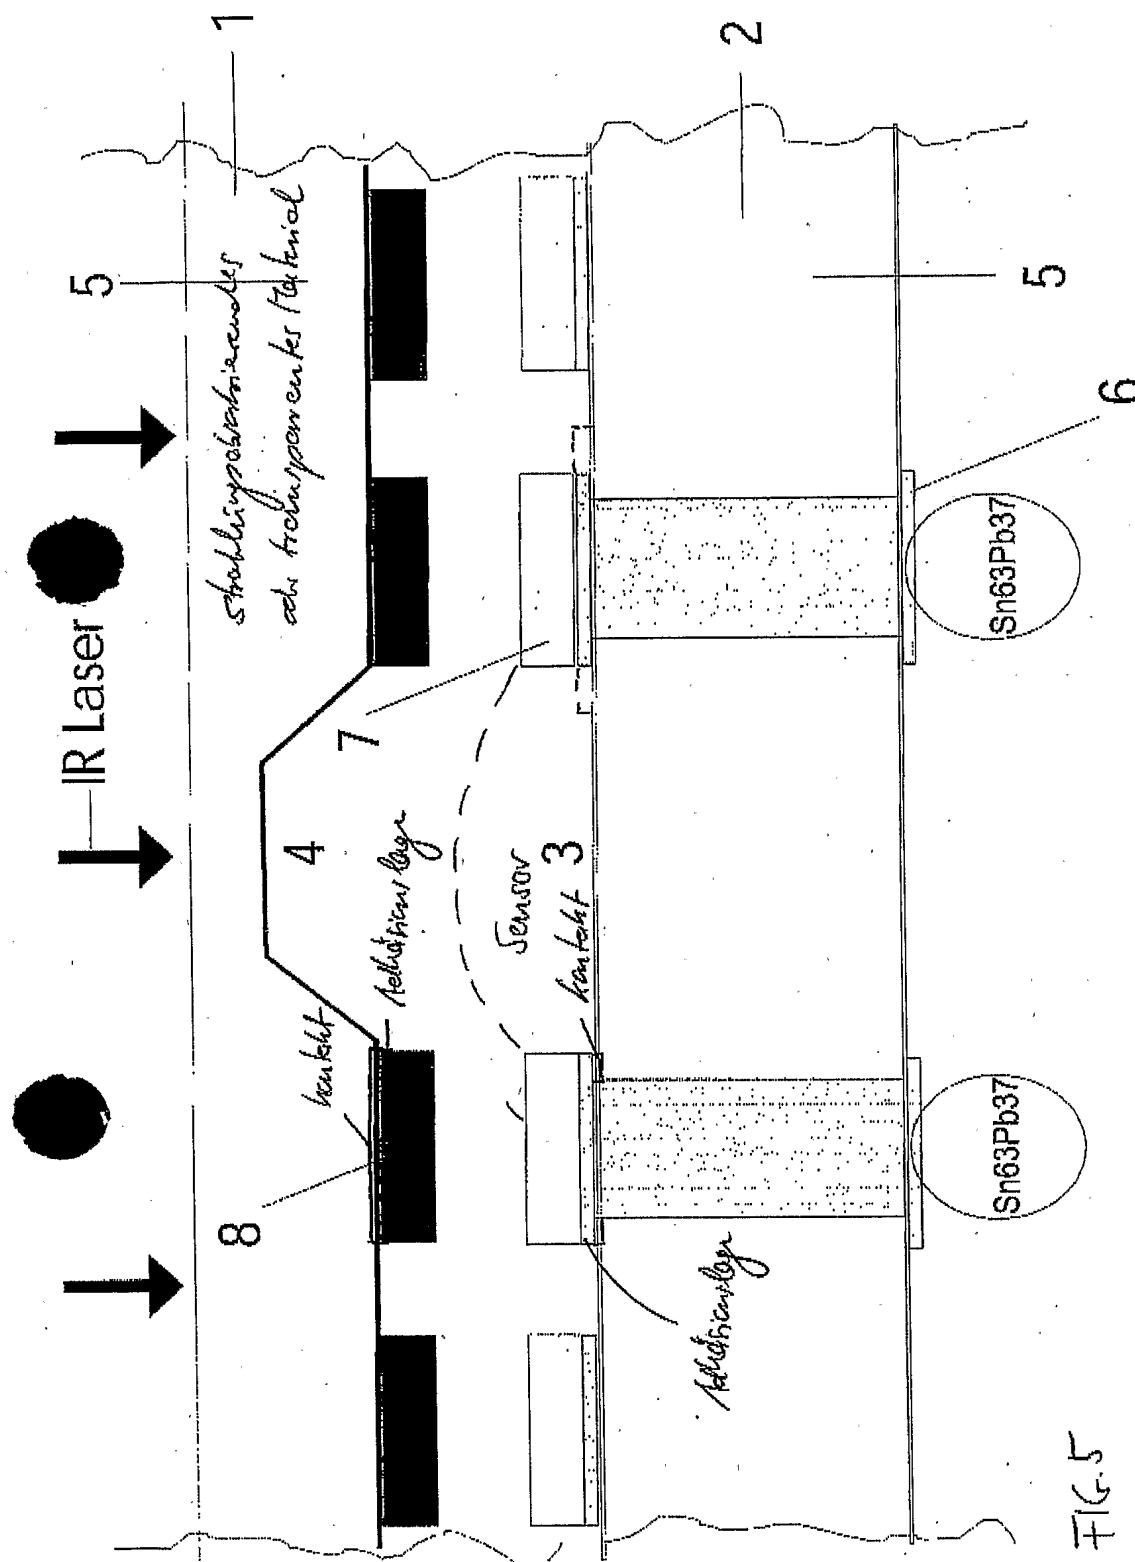 IR Laser
1
5
strahlungsabsorbierendes
oder transparentes Material
8
kontakt
4
Adhäsionslage
7
Sensor
3
kontakt
2
5
Adhäsionslage
6
Sn63Pb37
Sn63Pb37
FIG.5